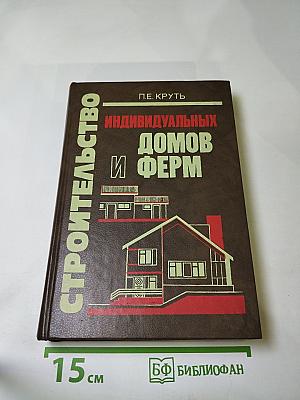 П.Е. КРУТЬ
СТРОИТЕЛЬСТВО
ИНДИВИДУАЛЬНЫХ
ДОМОВ
И ФЕРМ
15 см
БФ БИБЛИОФАН